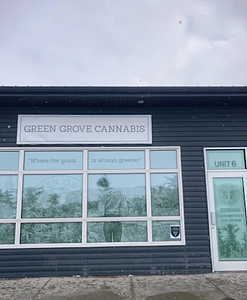 GREEN GROVE CANNABIS
"Where the grass is always greener"
UNIT 6